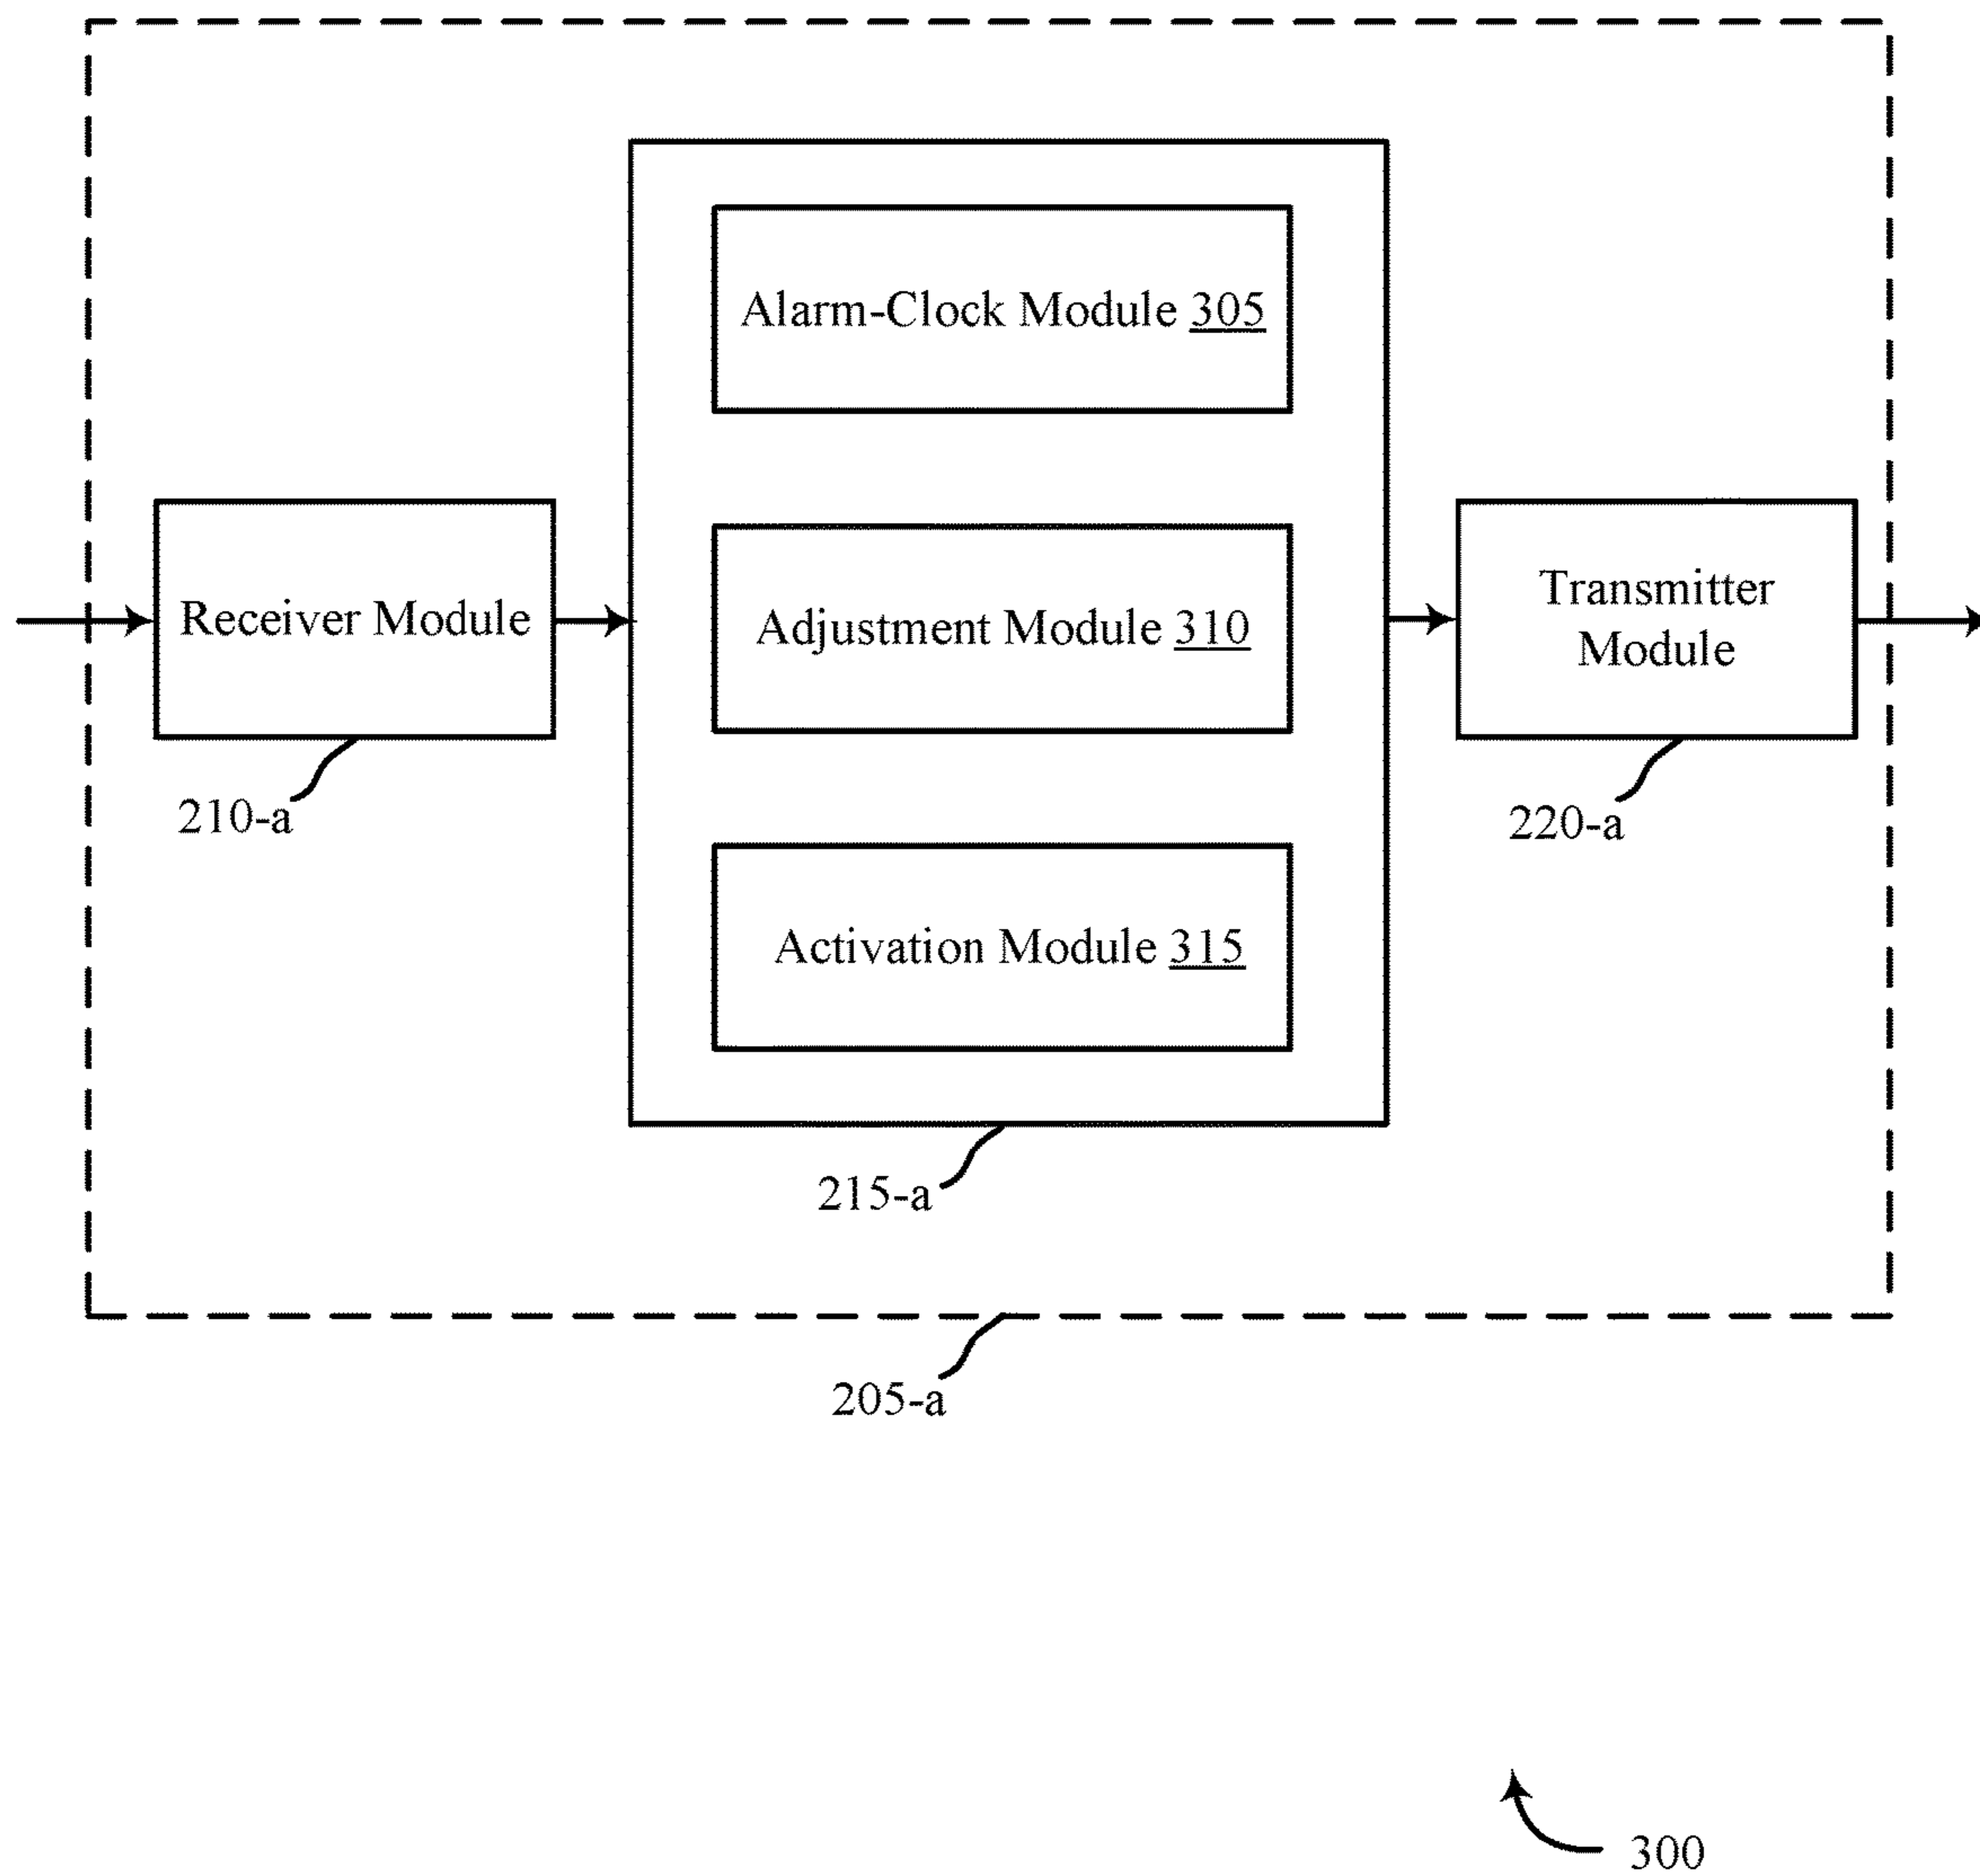 Alarm-Clock Module 305
Receiver Module
Adjustment Module 310
Transmitter
Module
210-a
220-a
Activation Module 315
215-a
205-a
300